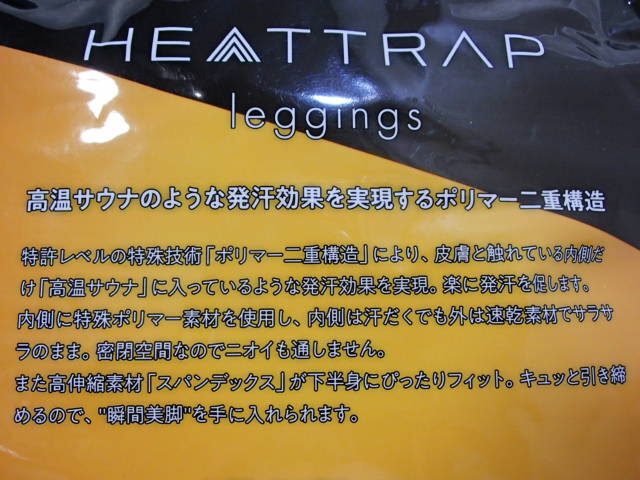 HEATTRAP
leggings
高温サウナのような発汗効果を実現するポリマー二重構造
特許レベルの特殊技術「ポリマー二重構造」により、皮膚と触れている内側だ
け「高温サウナ」に入っているような発汗効果を実現。楽に発汗を促します。
内側に特殊ポリマー素材を使用し、内側は汗だくでも外は速乾素材でサラサ
ラのまま。密閉空間なのでニオイも通しません。
また高伸縮素材「スパンデックス」が下半身にぴったりフィット。キュッと引き締
めるので、"瞬間美脚"を手に入れられます。